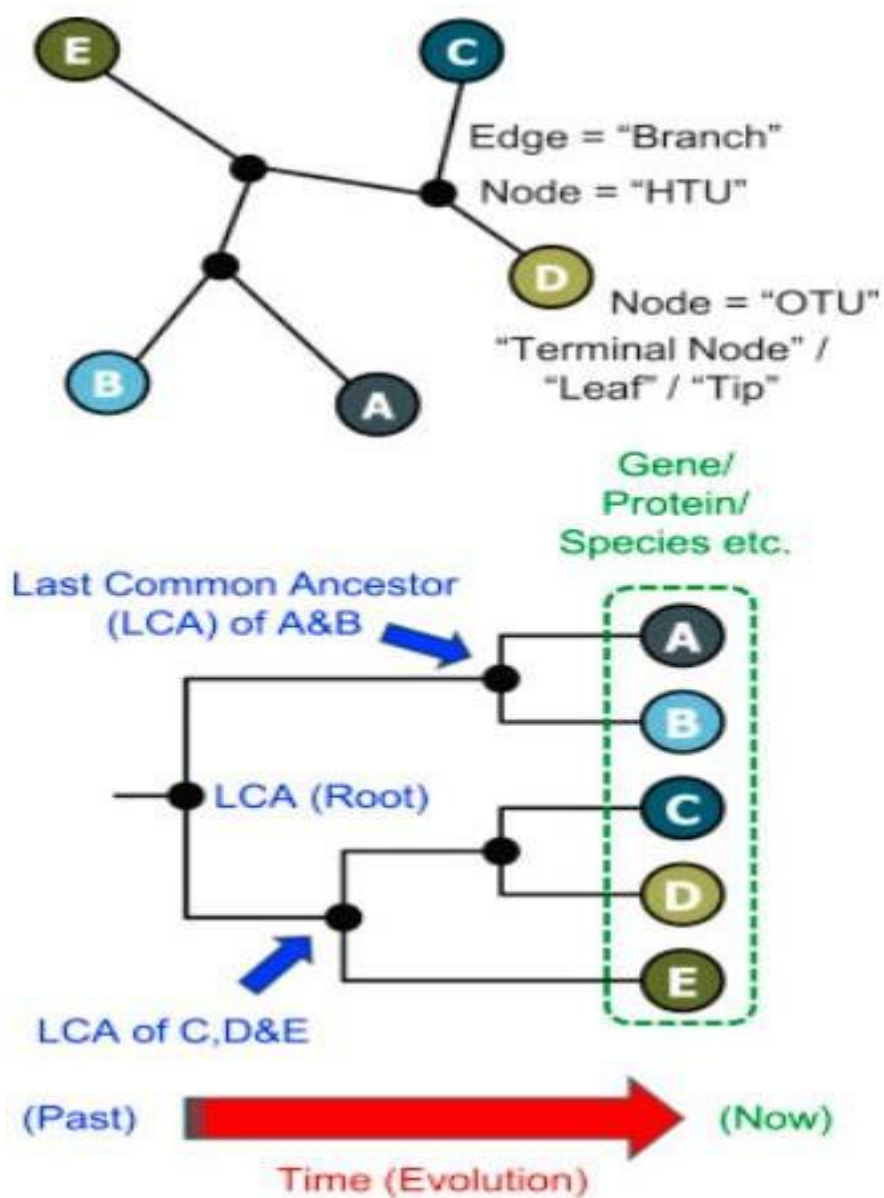 E
C
Edge = “Branch”
Node = “HTU”
D
Node = “OTU”
“Terminal Node” /
“Leaf” / “Tip”
B
A
Gene/
Protein/
Species etc.
Last Common Ancestor
(LCA) of A&B
A
B
LCA (Root)
C
D
E
LCA of C,D&E
(Past)
(Now)
Time (Evolution)